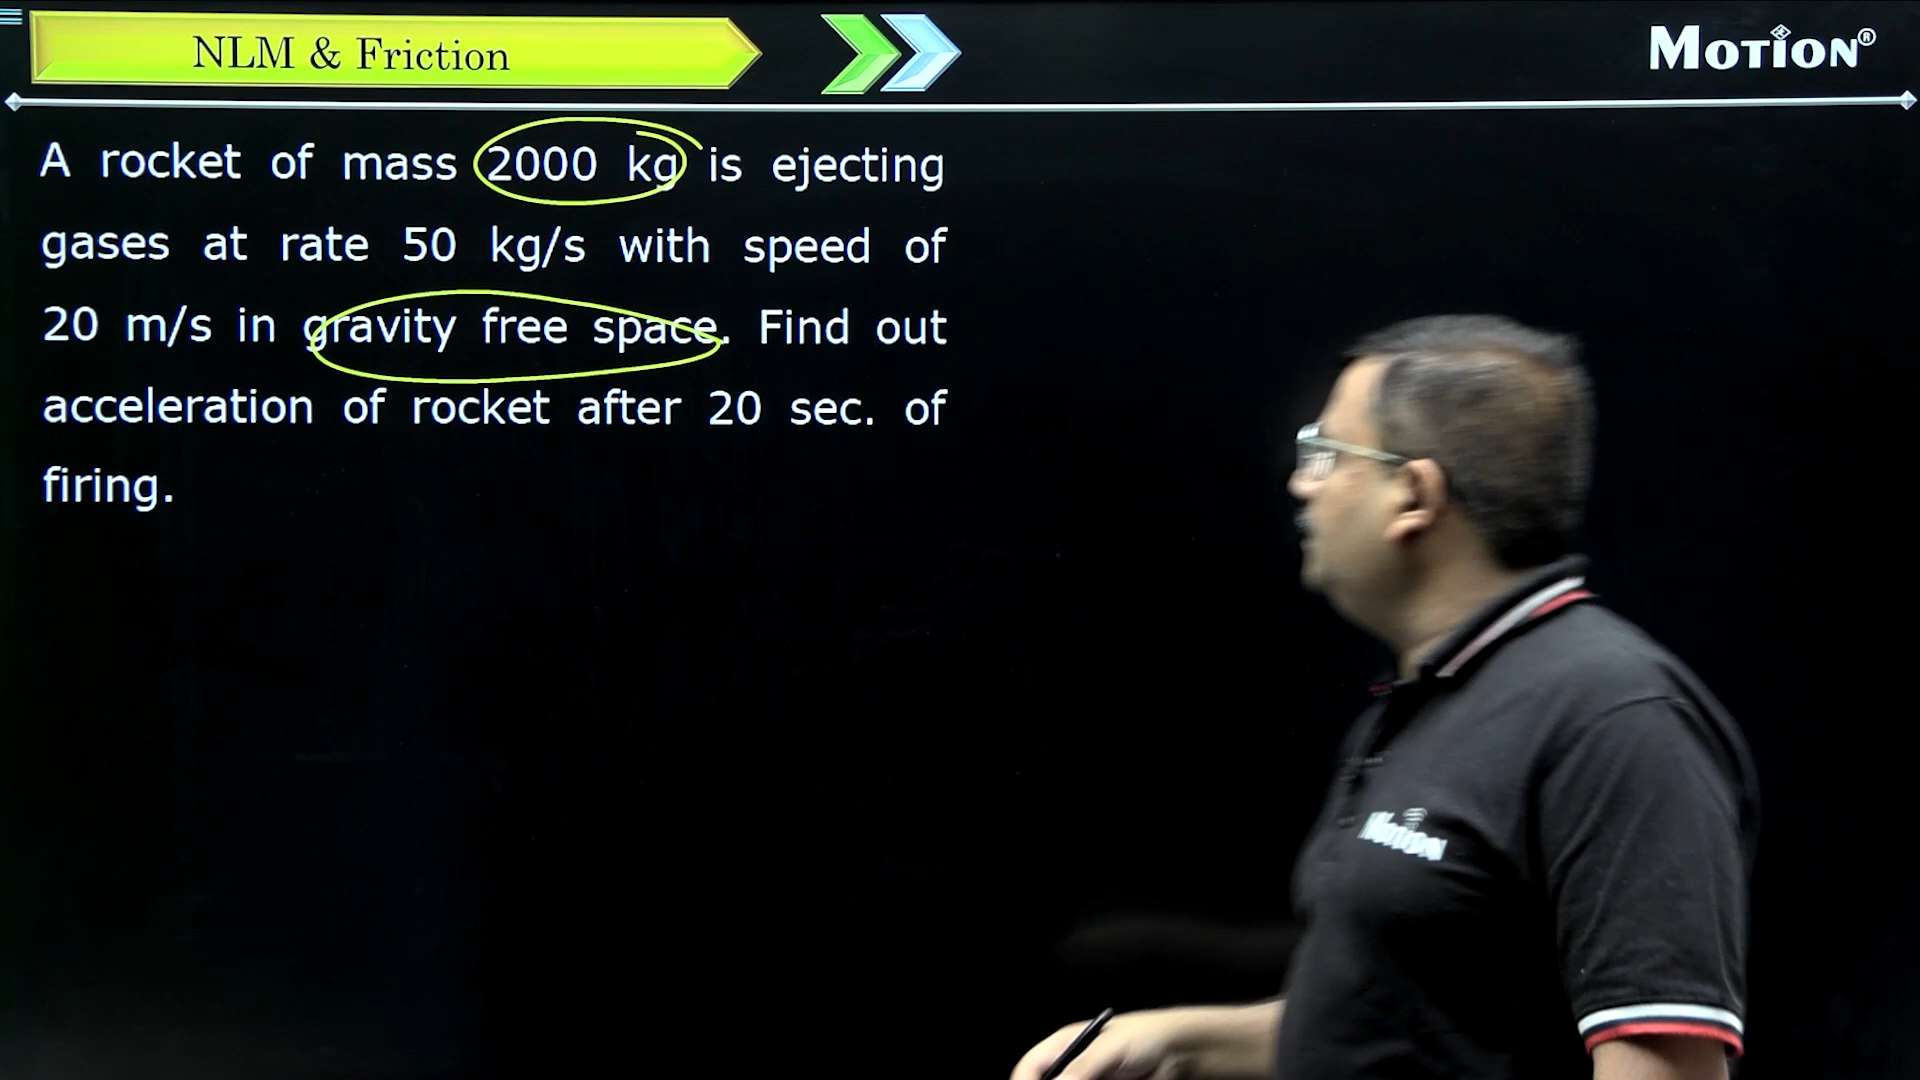 NLM & Friction
MOTION®
A rocket of mass 2000 kg is ejecting
gases at rate 50 kg/s with speed of
20 m/s in gravity free space. Find out
acceleration of rocket after 20 sec. of
firing.
MOTION